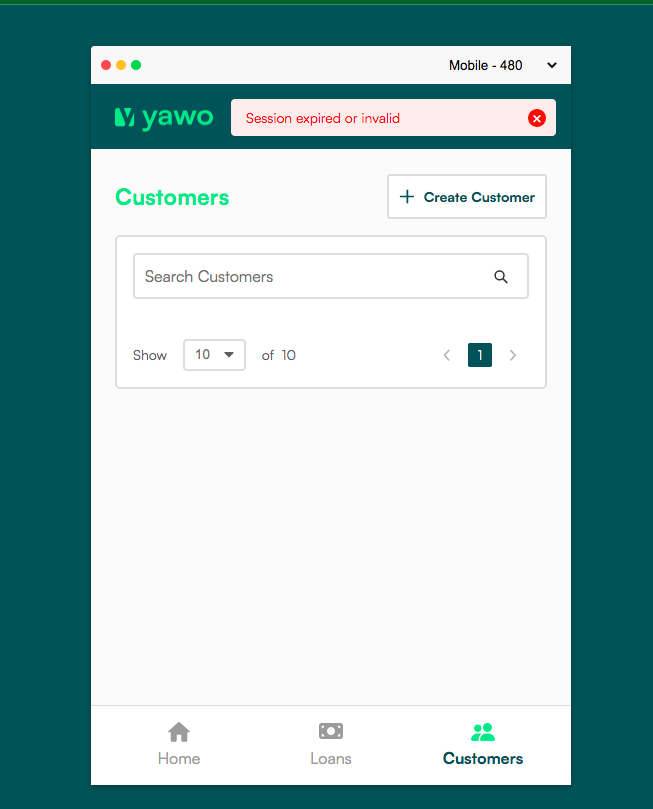 Mobile - 480
yawo
Session expired or invalid
Customers
Create Customer
Search Customers
Show 10 of 10 1
Home Loans Customers